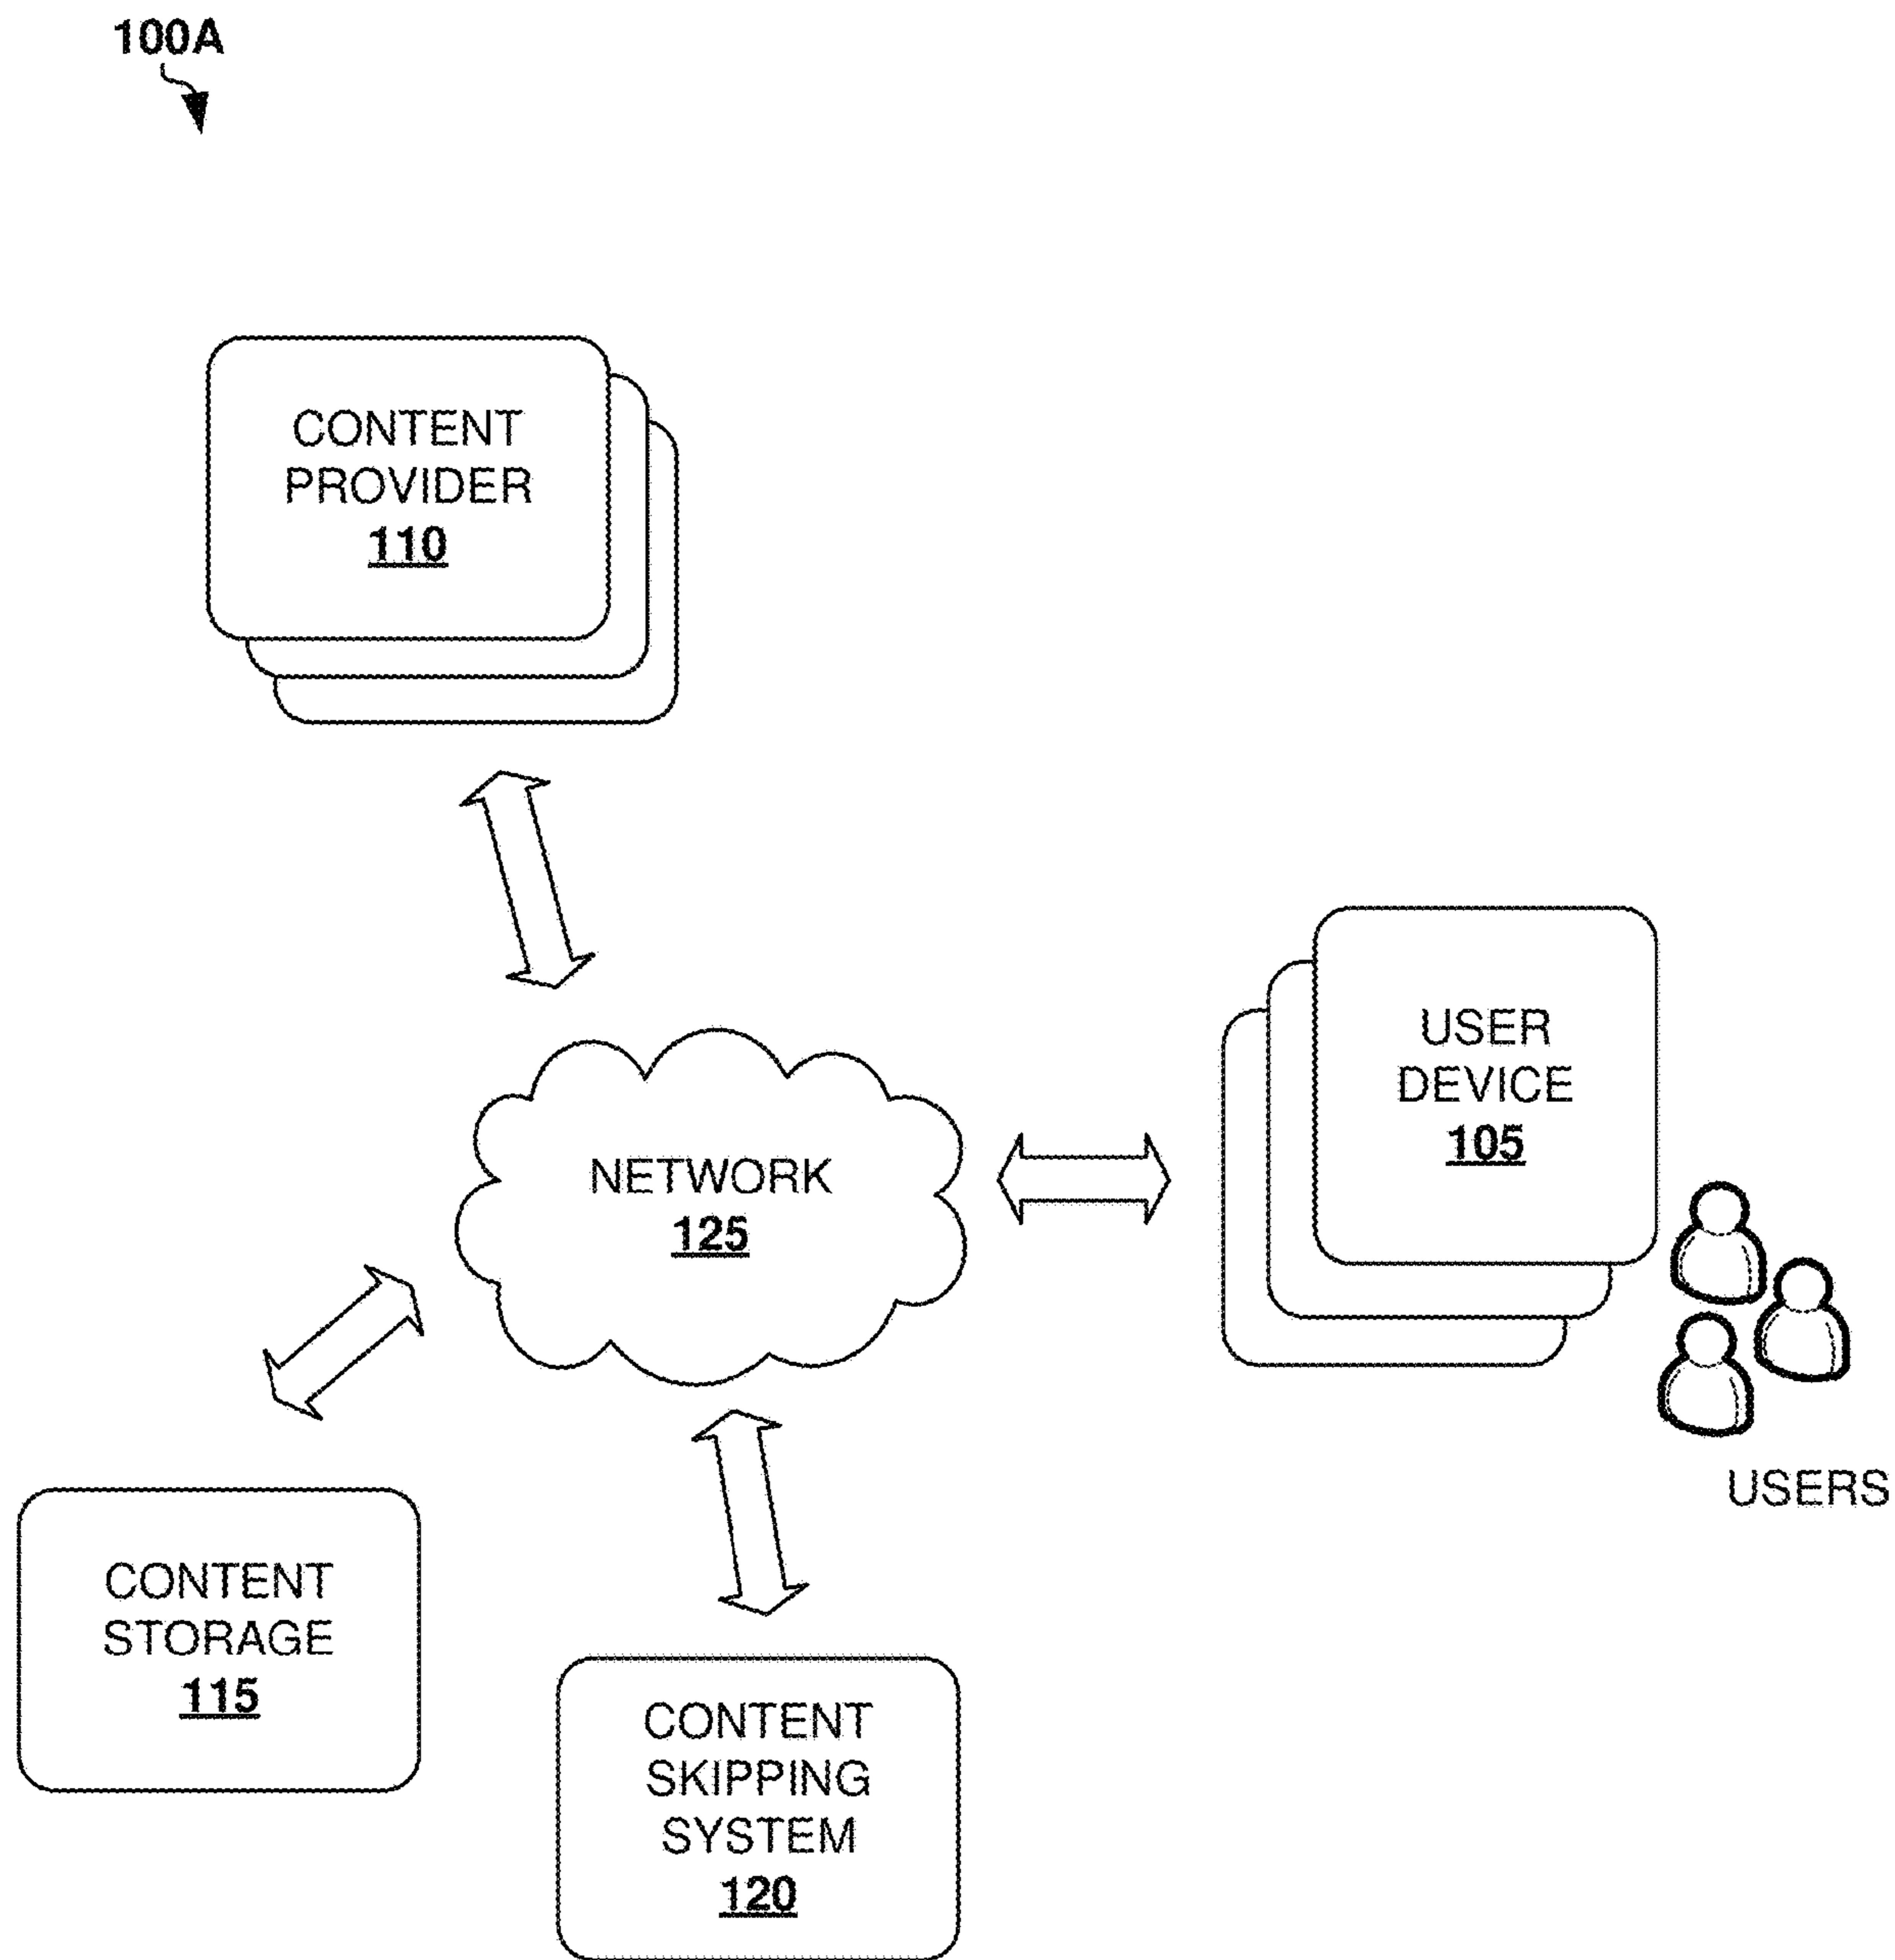 100A
CONTENT
PROVIDER
110
USER
DEVICE
105
NETWORK
125
USERS
CONTENT
STORAGE
115
CONTENT
SKIPPING
SYSTEM
120